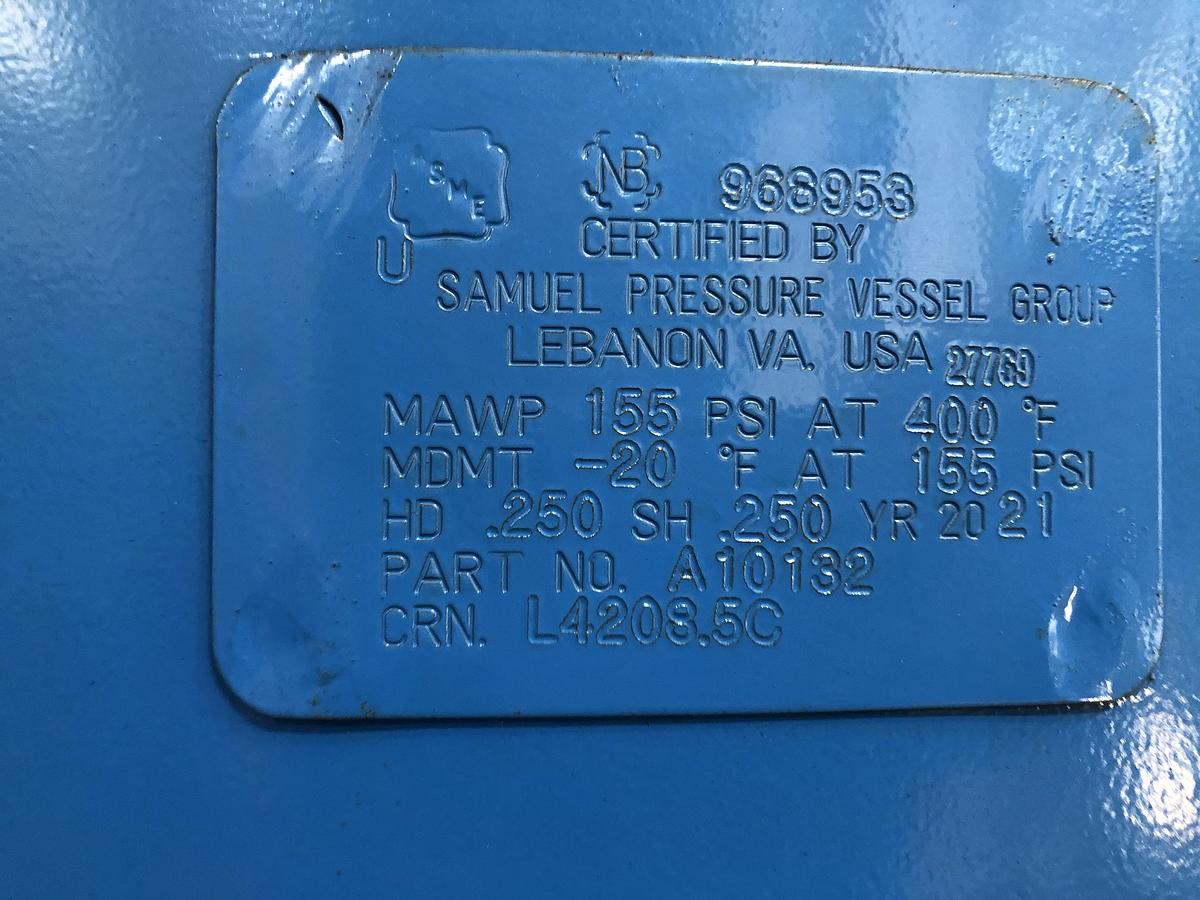 SME
U
NB 968953
CERTIFIED BY
SAMUEL PRESSURE VESSEL GROUP
LEBANON VA. USA 27769
MAWP 155 PSI AT 400 °F
MDMT -20 °F AT 155 PSI
HD .250 SH .250 YR 2021
PART NO. A10132
CRN. L4208.5C